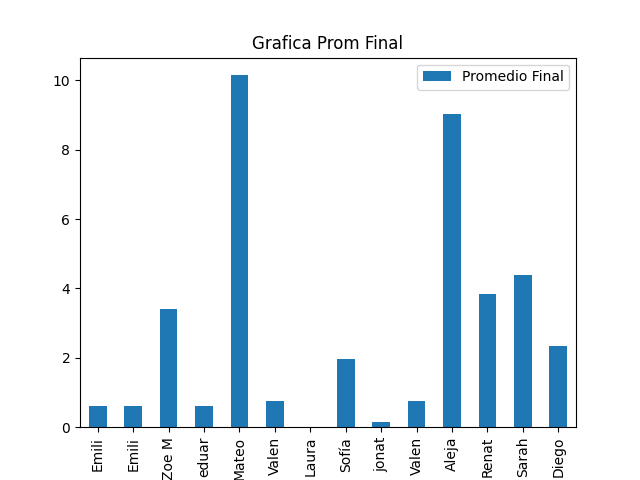 Grafica Prom Final
Promedio Final
10
8
6
4
2
0
Emili
Emili
Zoe M
eduar
Mateo
Valen
Laura
Sofía
jonat
Valen
Aleja
Renat
Sarah
Diego